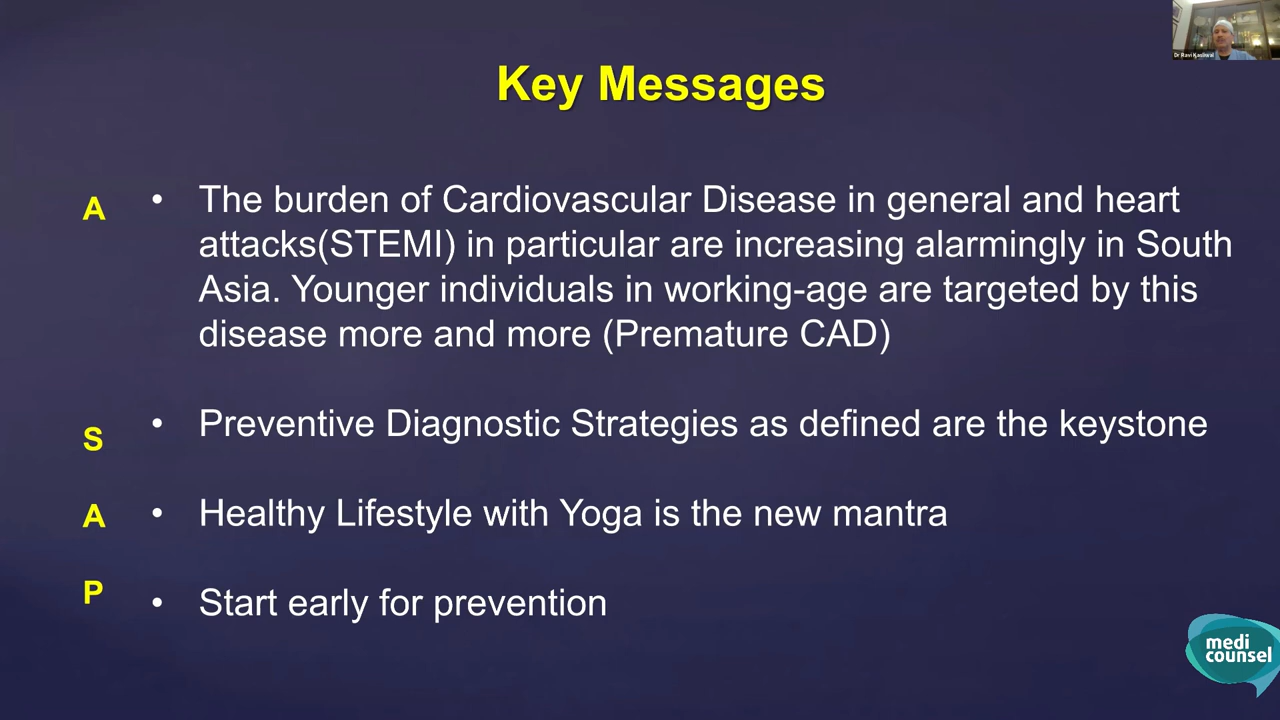 Dr Ravi Kasliwal
Key Messages
A
• The burden of Cardiovascular Disease in general and heart
attacks(STEMI) in particular are increasing alarmingly in South
Asia. Younger individuals in working-age are targeted by this
disease more and more (Premature CAD)
S
• Preventive Diagnostic Strategies as defined are the keystone
A
• Healthy Lifestyle with Yoga is the new mantra
P
• Start early for prevention
medi
counsel